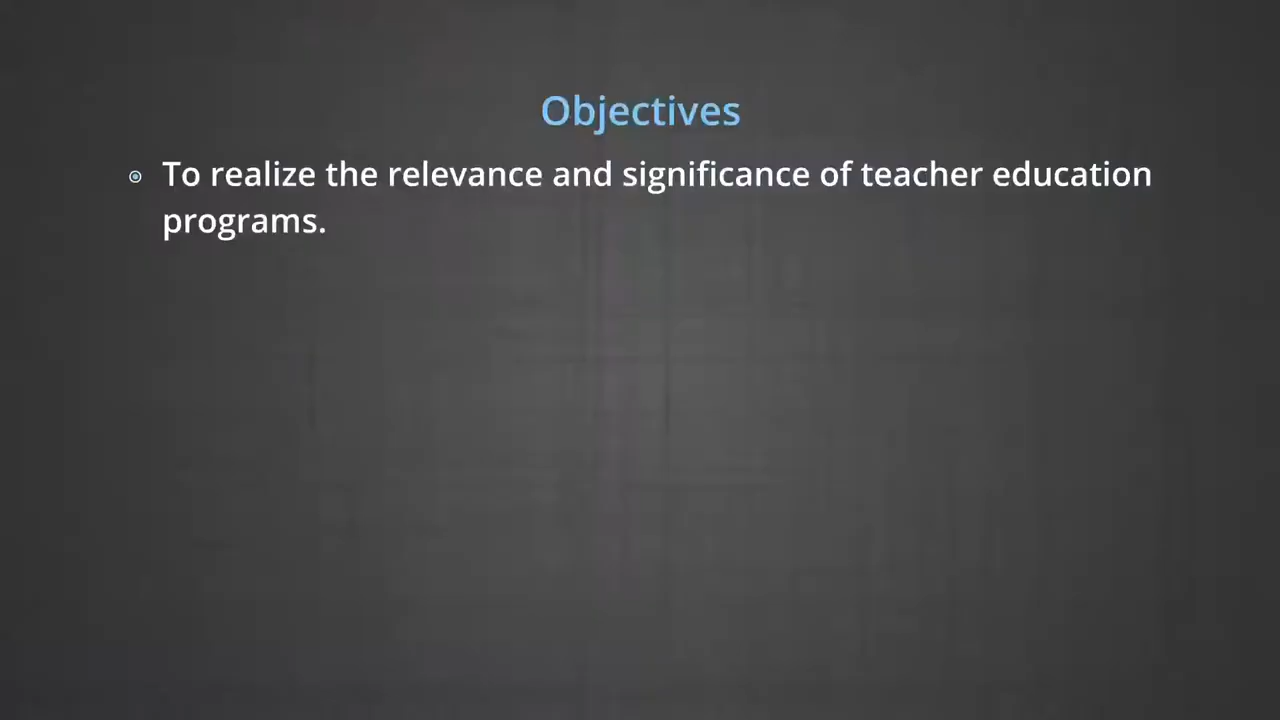 Objectives
To realize the relevance and significance of teacher education
programs.